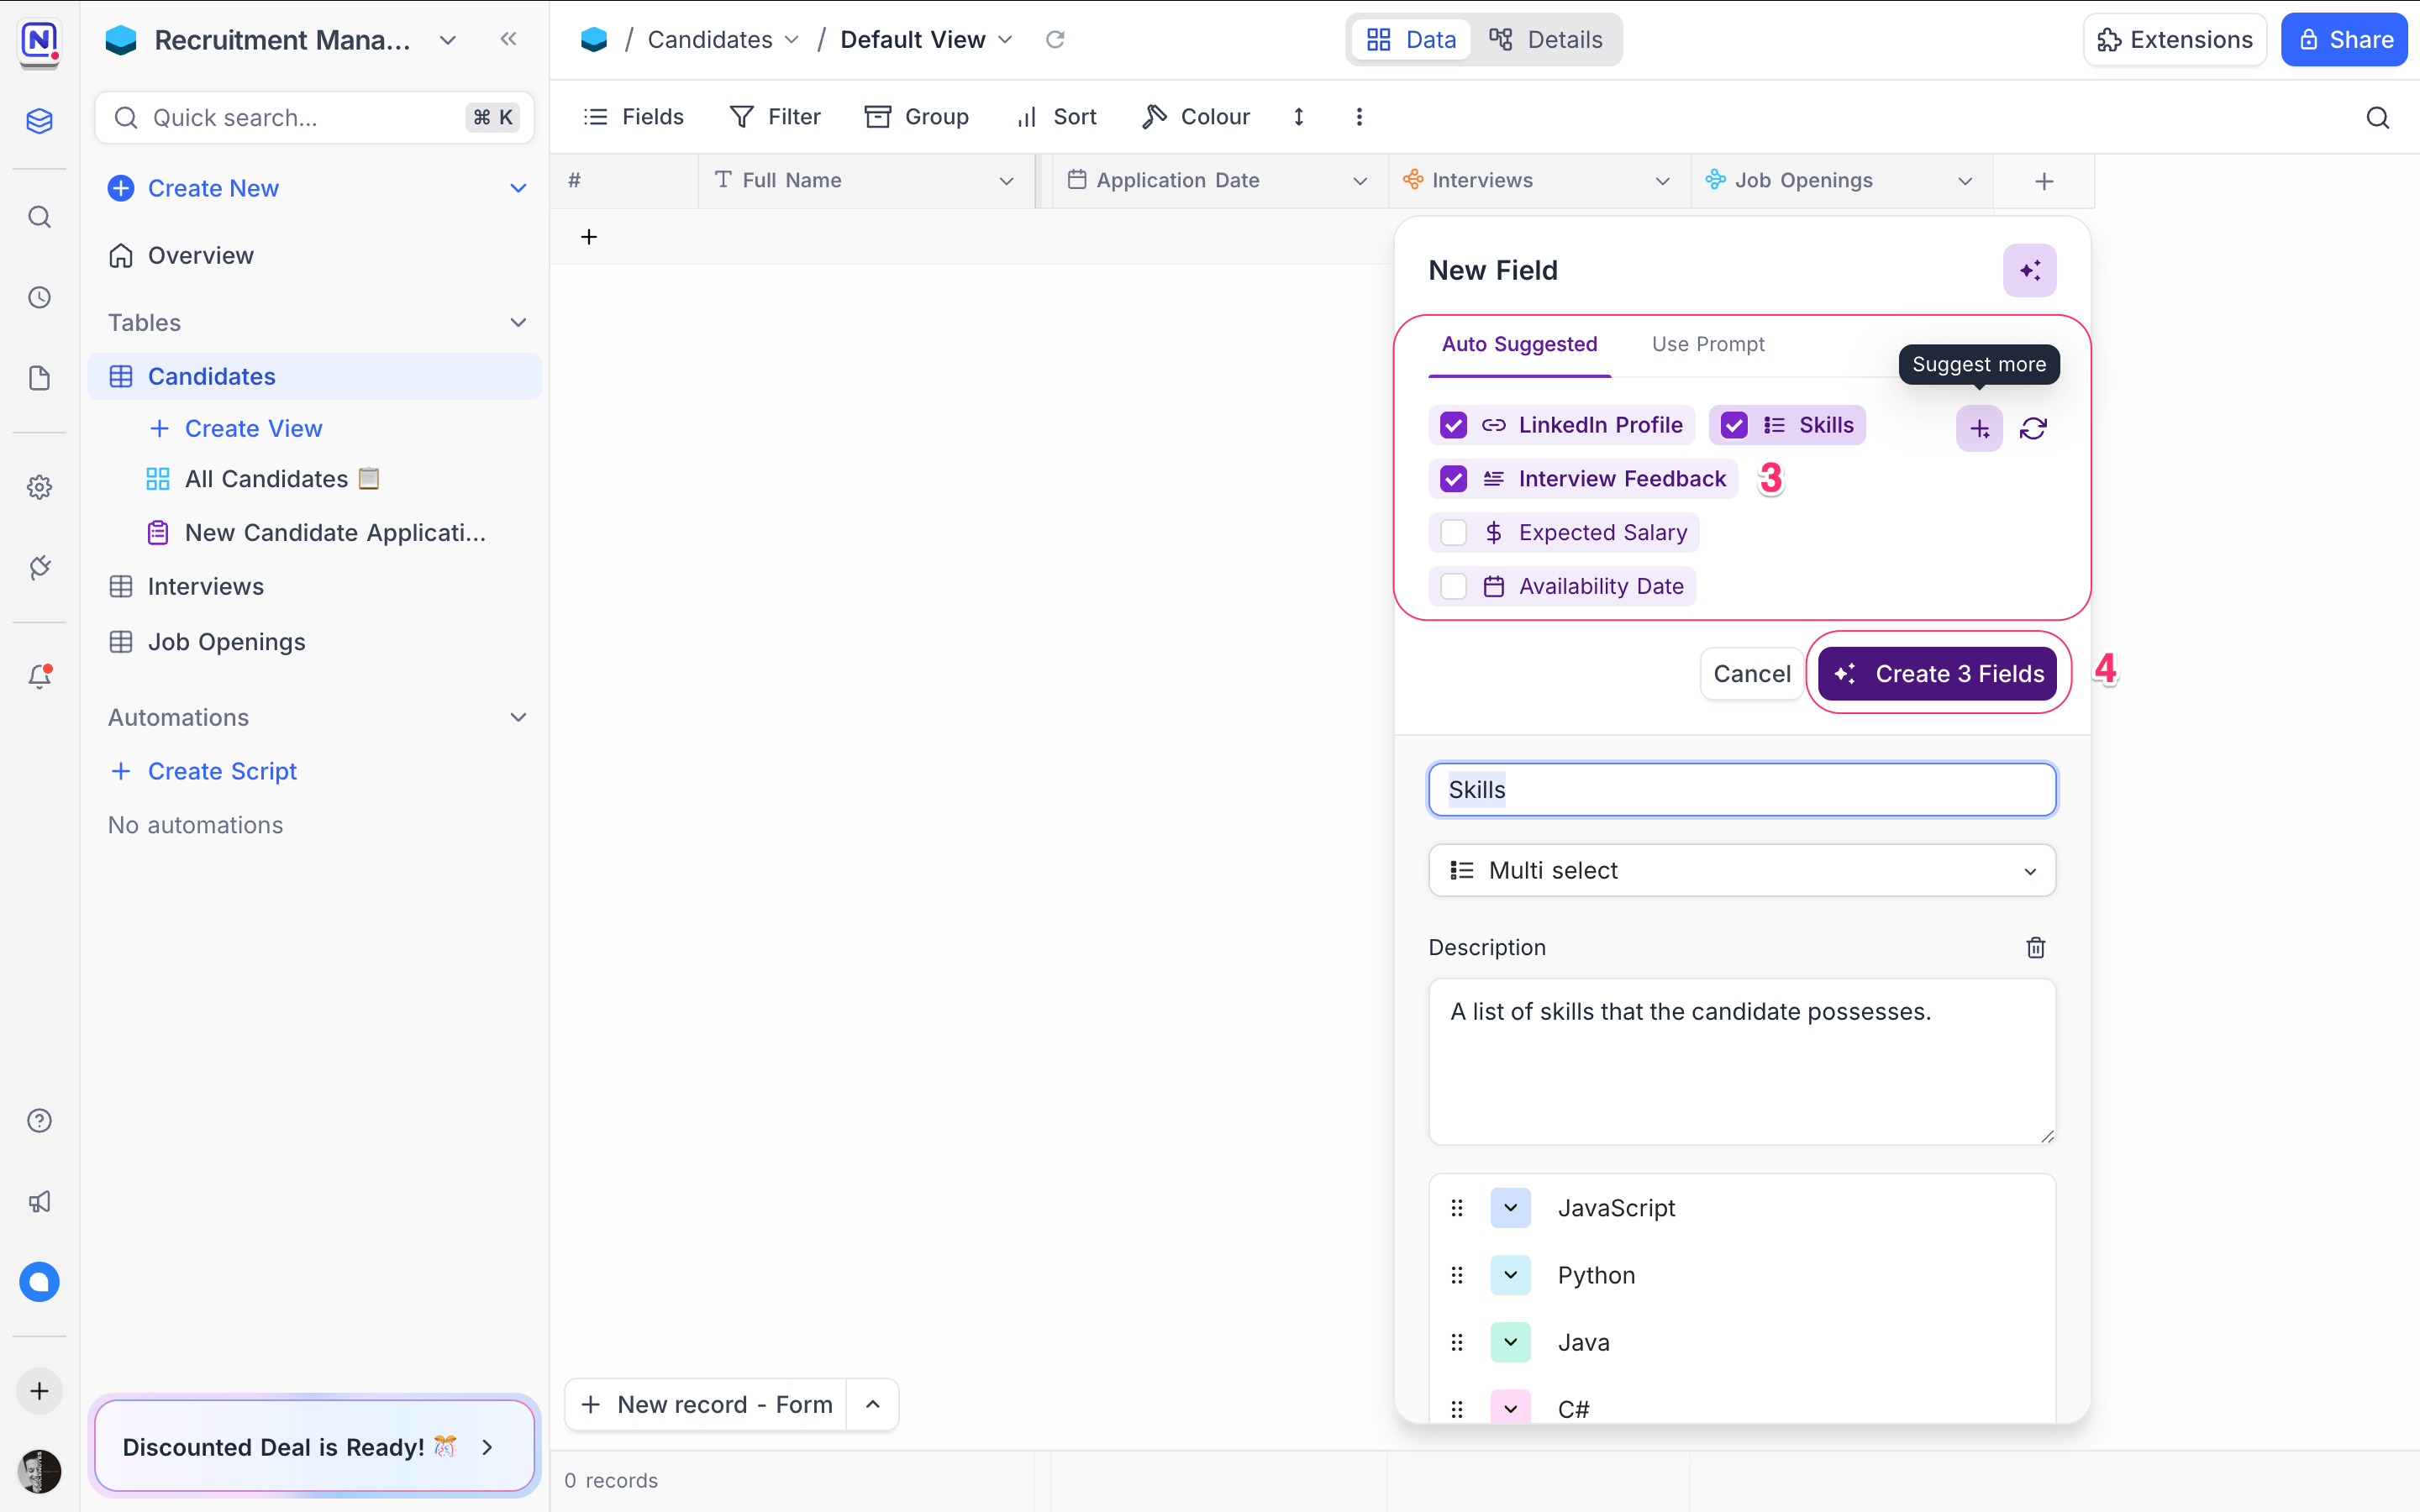 N
Recruitment Mana...
/ Candidates / Default View
Data
Details
Extensions
Share
Quick search...
⌘ K
Fields
Filter
Group
Sort
Colour
Create New
Overview
Tables
Candidates
Create View
All Candidates
New Candidate Applicati...
Interviews
Job Openings
Automations
Create Script
No automations
Discounted Deal is Ready!
# Full Name Application Date Interviews Job Openings
New Field
Auto Suggested Use Prompt
Suggest more
LinkedIn Profile Skills
Interview Feedback 3
Expected Salary
Availability Date
Cancel Create 3 Fields 4
Skills
Multi select
Description
A list of skills that the candidate possesses.
JavaScript
Python
Java
C#
New record - Form
0 records